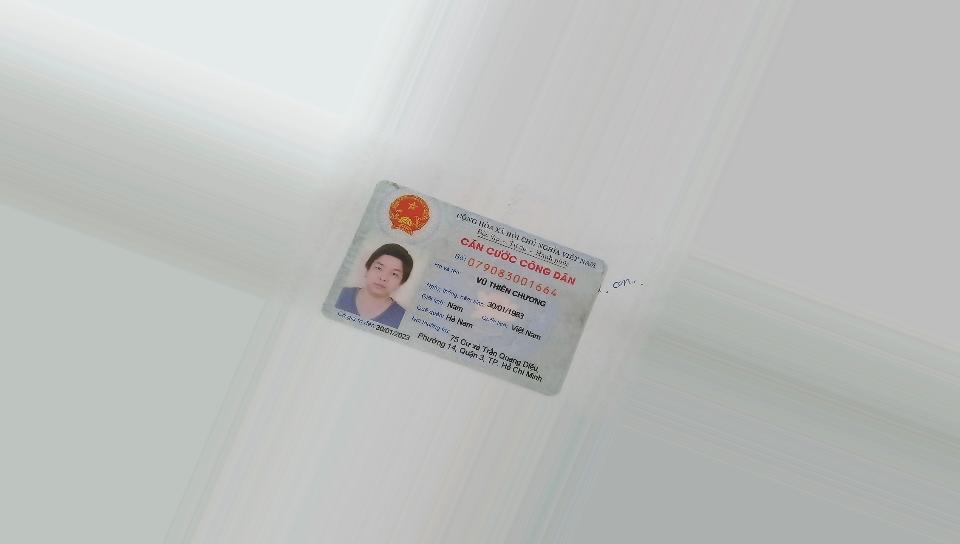 CỘNG HÒA XÃ HỘI CHỦ NGHĨA VIỆT NAM
Độc lập - Tự do - Hạnh phúc
CĂN CƯỚC CÔNG DÂN
Số: 079083001664
Họ và tên:
VŨ THIÊN CHƯƠNG
Ngày, tháng, năm sinh: 30/01/1983
Giới tính: Nam Quốc tịch: Việt Nam
Quê quán: Hà Nam
Nơi thường trú: 75 Cư xá Trần Quang Diệu,
Phường 14, Quận 3, TP. Hồ Chí Minh
Có giá trị đến: 30/01/2023